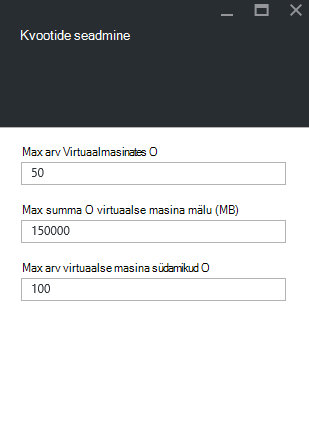 Kvootide seadmine
Max arv Virtuaalmasinates O
50
Max summa O virtuaalse masina mälu (MB)
150000
Max arv virtuaalse masina südamikud O
100